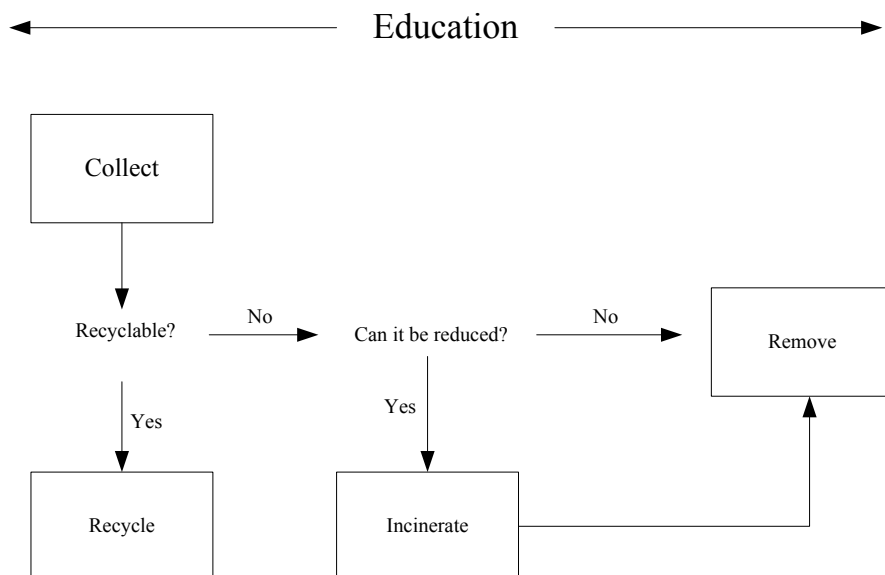 Education
Collect
Recyclable?
No
Can it be reduced?
No
Remove
Yes
Yes
Recycle
Incinerate